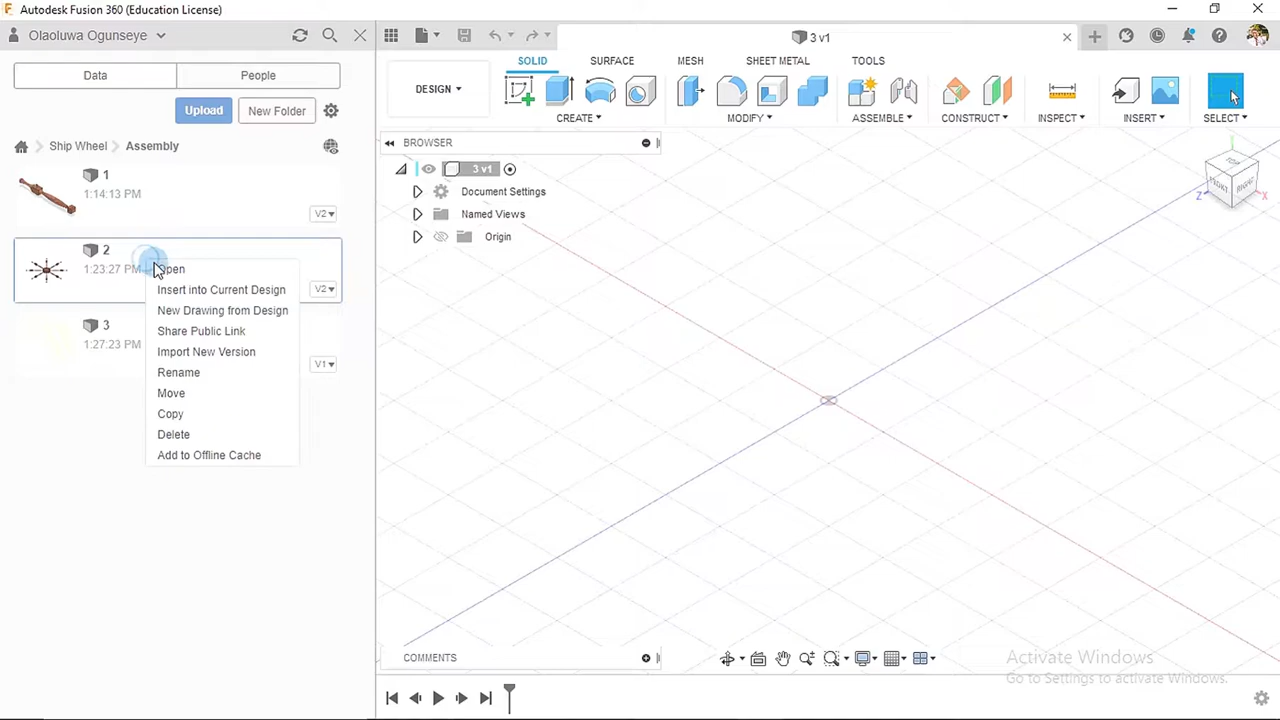 Autodesk Fusion 360 (Education License)
Olaoluwa Ogunseye
3 v1
Data
People
Upload
New Folder
Ship Wheel
Assembly
1
1:14:13 PM
V2
2
1:23:27 PM
V2
3
1:27:23 PM
V1
Open
Insert into Current Design
New Drawing from Design
Share Public Link
Import New Version
Rename
Move
Copy
Delete
Add to Offline Cache
SOLID
SURFACE
MESH
SHEET METAL
TOOLS
DESIGN
CREATE
MODIFY
ASSEMBLE
CONSTRUCT
INSPECT
INSERT
SELECT
BROWSER
3 v1
Document Settings
Named Views
Origin
TOP
FRONT
RIGHT
Z
X
COMMENTS
Activate Windows
Go to Settings to activate Windows.